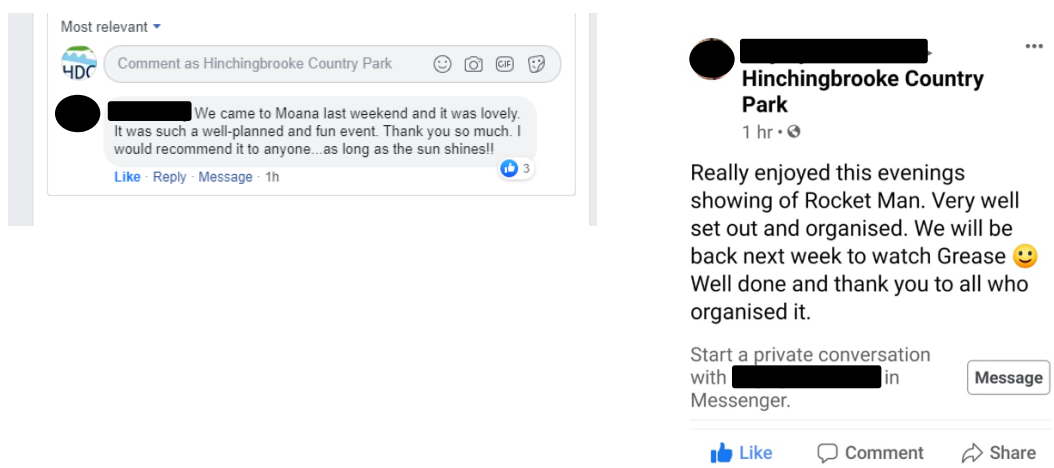 Most relevant
HDC
Comment as Hinchingbrooke Country Park
GIF
We came to Moana last weekend and it was lovely.
It was such a well-planned and fun event. Thank you so much. I
would recommend it to anyone...as long as the sun shines!!
3
Like · Reply · Message · 1h
Hinchingbrooke Country
Park
1 hr ·
Really enjoyed this evenings
showing of Rocket Man. Very well
set out and organised. We will be
back next week to watch Grease 🙂
Well done and thank you to all who
organised it.
Start a private conversation
with in
Messenger.
Message
Like Comment Share